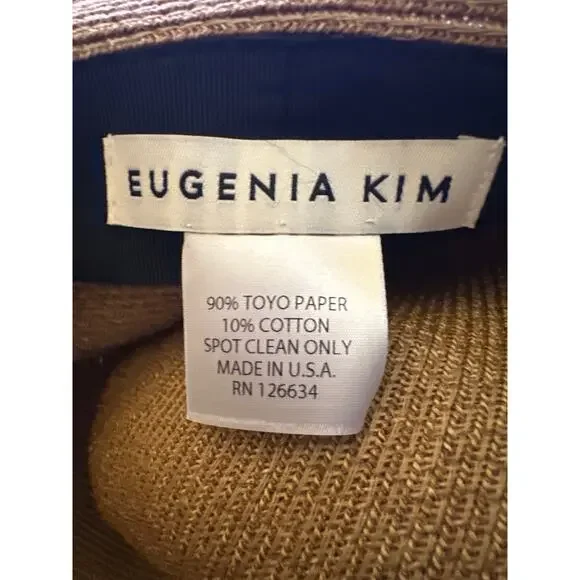 EUGENIA KIM
90% TOYO PAPER
10% COTTON
SPOT CLEAN ONLY
MADE IN U.S.A.
RN 126634